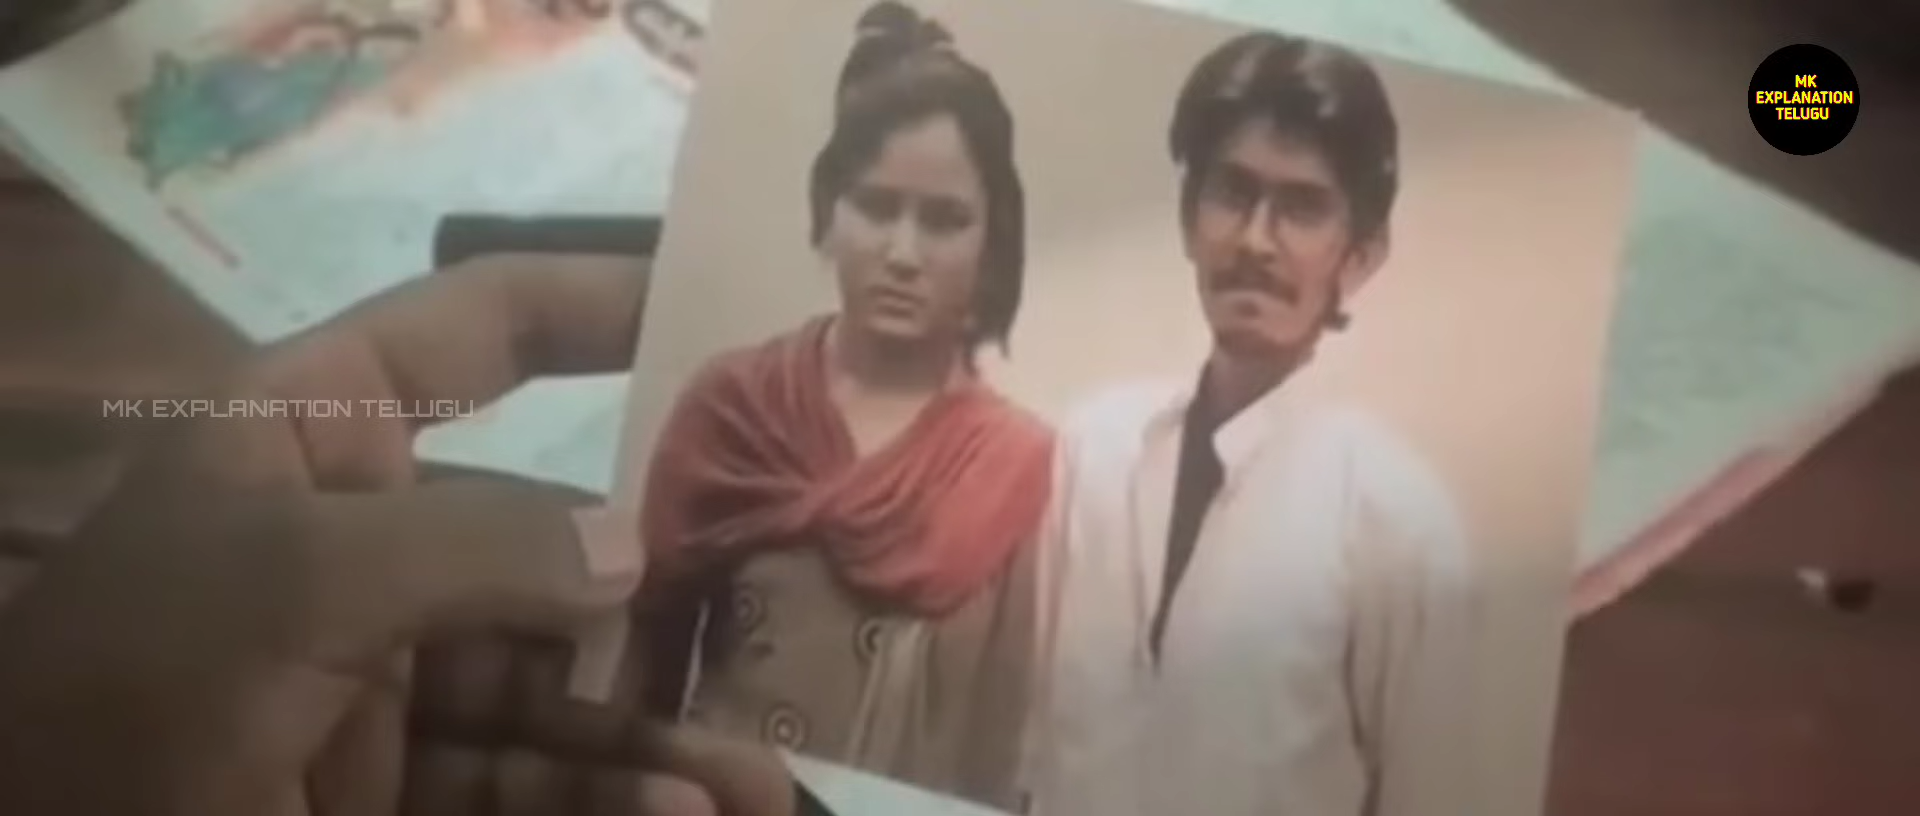 MK
EXPLANATION
TELUGU
MK EXPLANATION TELUGU